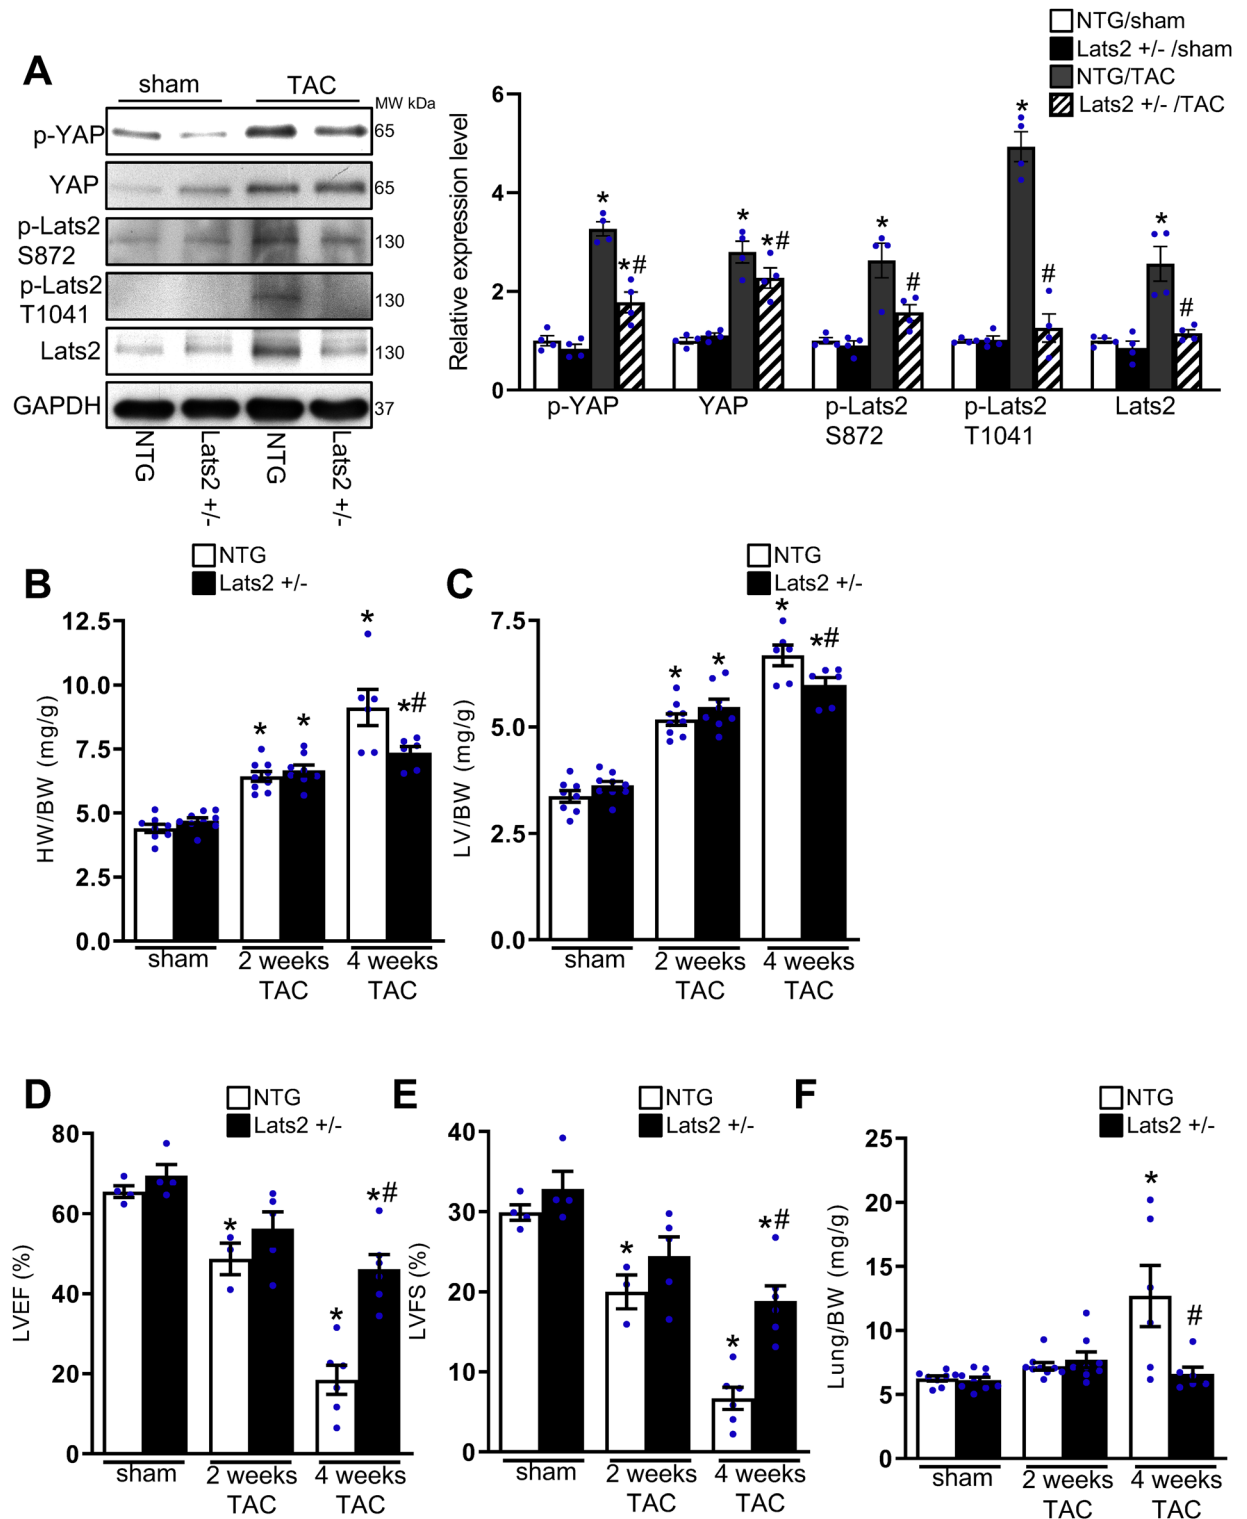 NTG/sham
Lats2 +/- /sham
NTG/TAC
Lats2 +/- /TAC
A
sham TAC
MW kDa
p-YAP 65
YAP 65
p-Lats2
S872 130
p-Lats2
T1041 130
Lats2 130
GAPDH 37
NTG Lats2 +/- NTG Lats2 +/-
Relative expression level
6
4
2
0
* *# * *# * # * # * #
p-YAP YAP p-Lats2 p-Lats2 Lats2
S872 T1041
B
NTG
Lats2 +/-
HW/BW (mg/g)
12.5
10.0
7.5
5.0
2.5
0.0
* * * *#
sham 2 weeks 4 weeks
TAC TAC
C
NTG
Lats2 +/-
LV/BW (mg/g)
7.5
5.0
2.5
0.0
* * * *#
sham 2 weeks 4 weeks
TAC TAC
D
NTG
Lats2 +/-
LVEF (%)
80
60
40
20
0
* * *#
sham 2 weeks 4 weeks
TAC TAC
E
NTG
Lats2 +/-
LVFS (%)
40
30
20
10
0
* * *#
sham 2 weeks 4 weeks
TAC TAC
F
NTG
Lats2 +/-
Lung/BW (mg/g)
25
20
15
10
5
0
* #
sham 2 weeks 4 weeks
TAC TAC